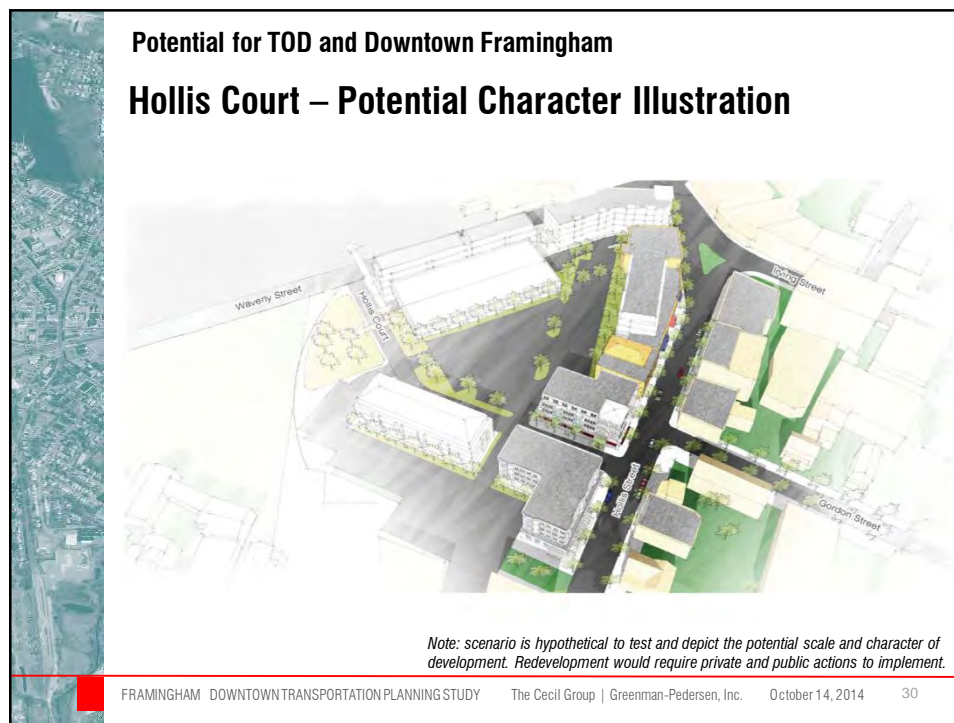 Potential for TOD and Downtown Framingham
Hollis Court – Potential Character Illustration
Waverly Street
Hollis Court
Irving Street
Hollis Street
Gordon Street
Note: scenario is hypothetical to test and depict the potential scale and character of
development. Redevelopment would require private and public actions to implement.
FRAMINGHAM DOWNTOWN TRANSPORTATION PLANNING STUDY The Cecil Group | Greenman-Pedersen, Inc. October 14, 2014 30